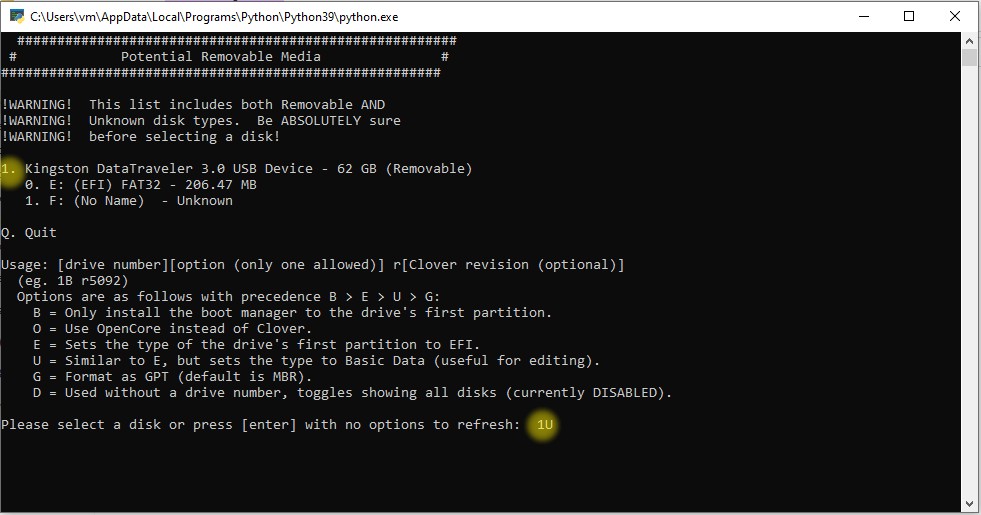 C:\Users\vm\AppData\Local\Programs\Python\Python39\python.exe
#######################################################
# Potential Removable Media #
#######################################################
!WARNING! This list includes both Removable AND
!WARNING! Unknown disk types. Be ABSOLUTELY sure
!WARNING! before selecting a disk!
1. Kingston DataTraveler 3.0 USB Device - 62 GB (Removable)
0. E: (EFI) FAT32 - 206.47 MB
1. F: (No Name) - Unknown
Q. Quit
Usage: [drive number][option (only one allowed)] r[Clover revision (optional)]
(eg. 1B r5092)
Options are as follows with precedence B > E > U > G:
B = Only install the boot manager to the drive's first partition.
O = Use OpenCore instead of Clover.
E = Sets the type of the drive's first partition to EFI.
U = Similar to E, but sets the type to Basic Data (useful for editing).
G = Format as GPT (default is MBR).
D = Used without a drive number, toggles showing all disks (currently DISABLED).
Please select a disk or press [enter] with no options to refresh: 1U